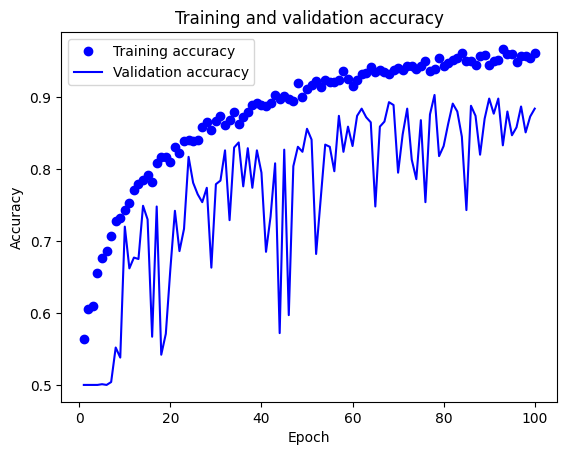 Training and validation accuracy
Training accuracy
Validation accuracy
Accuracy
0.9
0.8
0.7
0.6
0.5
0
20
40
60
80
100
Epoch